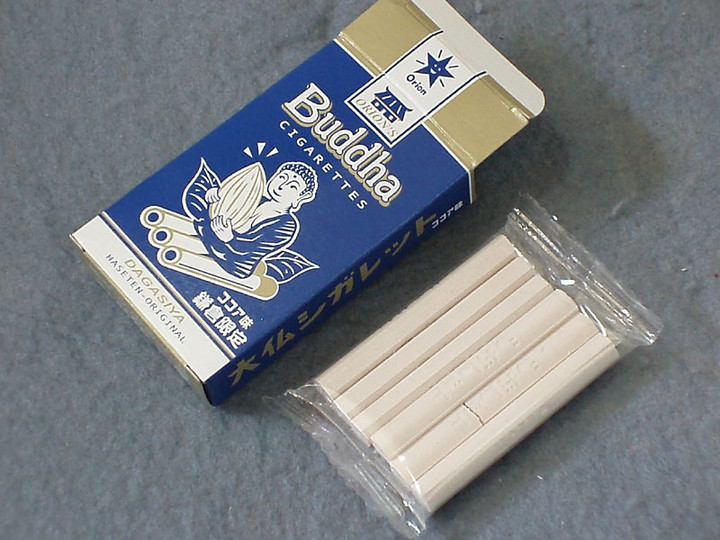 Orion
ORION'S
Buddha
CIGARETTES
ココア味
鎌倉限定
DAGASIYA
HASETEN-ORIGINAL
大仏シガレット
ココア味